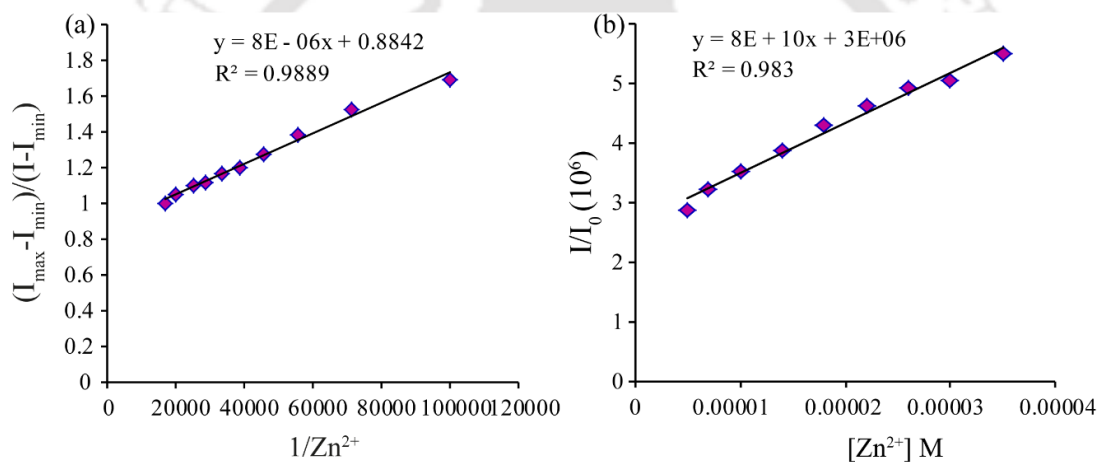 (a)
y = 8E - 06x + 0.8842
R² = 0.9889
(Imax-Imin)/(I-Imin)
1.8
1.6
1.4
1.2
1
0.8
0.6
0.4
0.2
0
0 20000 40000 60000 80000 100000 120000
1/Zn²⁺
(b)
y = 8E + 10x + 3E+06
R² = 0.983
I/I₀ (10⁶)
6
5
4
3
2
1
0
0 0.00001 0.00002 0.00003 0.00004
[Zn²⁺] M